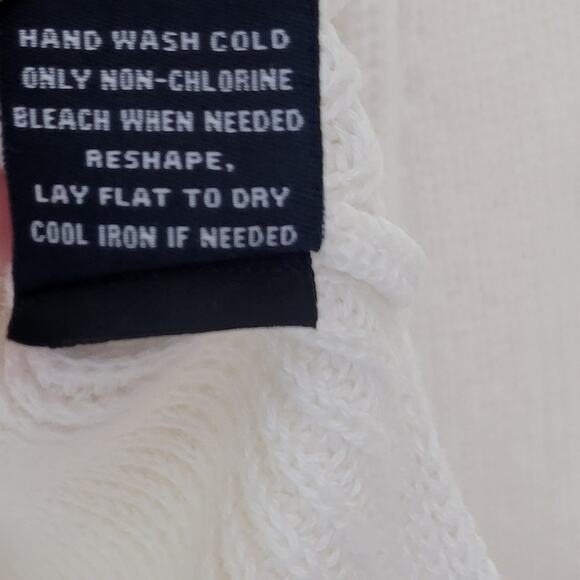 HAND WASH COLD
ONLY NON-CHLORINE
BLEACH WHEN NEEDED
RESHAPE,
LAY FLAT TO DRY
COOL IRON IF NEEDED